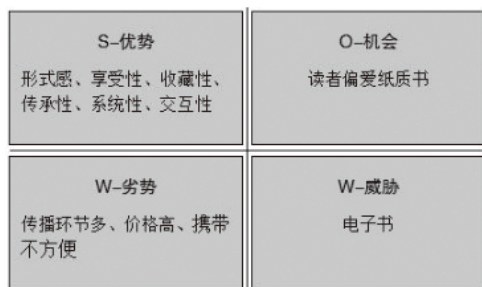 S–优势
形式感、享受性、收藏性、
传承性、系统性、交互性
O–机会
读者偏爱纸质书
W–劣势
传播环节多、价格高、携带
不方便
W–威胁
电子书